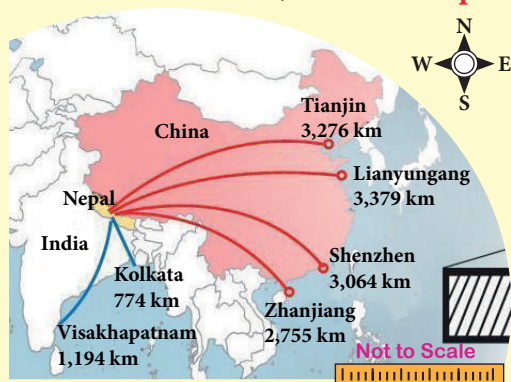 N
W
E
S
Tianjin
3,276 km
China
Lianyungang
3,379 km
Nepal
India
Shenzhen
3,064 km
Kolkata
774 km
Zhanjiang
2,755 km
Visakhapatnam
1,194 km
Not to Scale